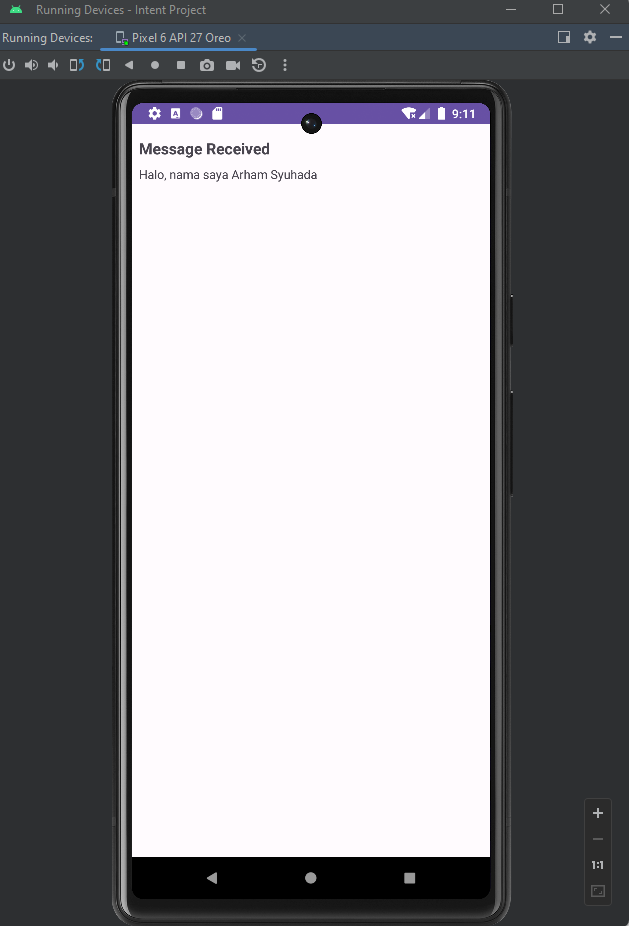 Running Devices - Intent Project
Running Devices:
Pixel 6 API 27 Oreo
9:11
Message Received
Halo, nama saya Arham Syuhada
1:1